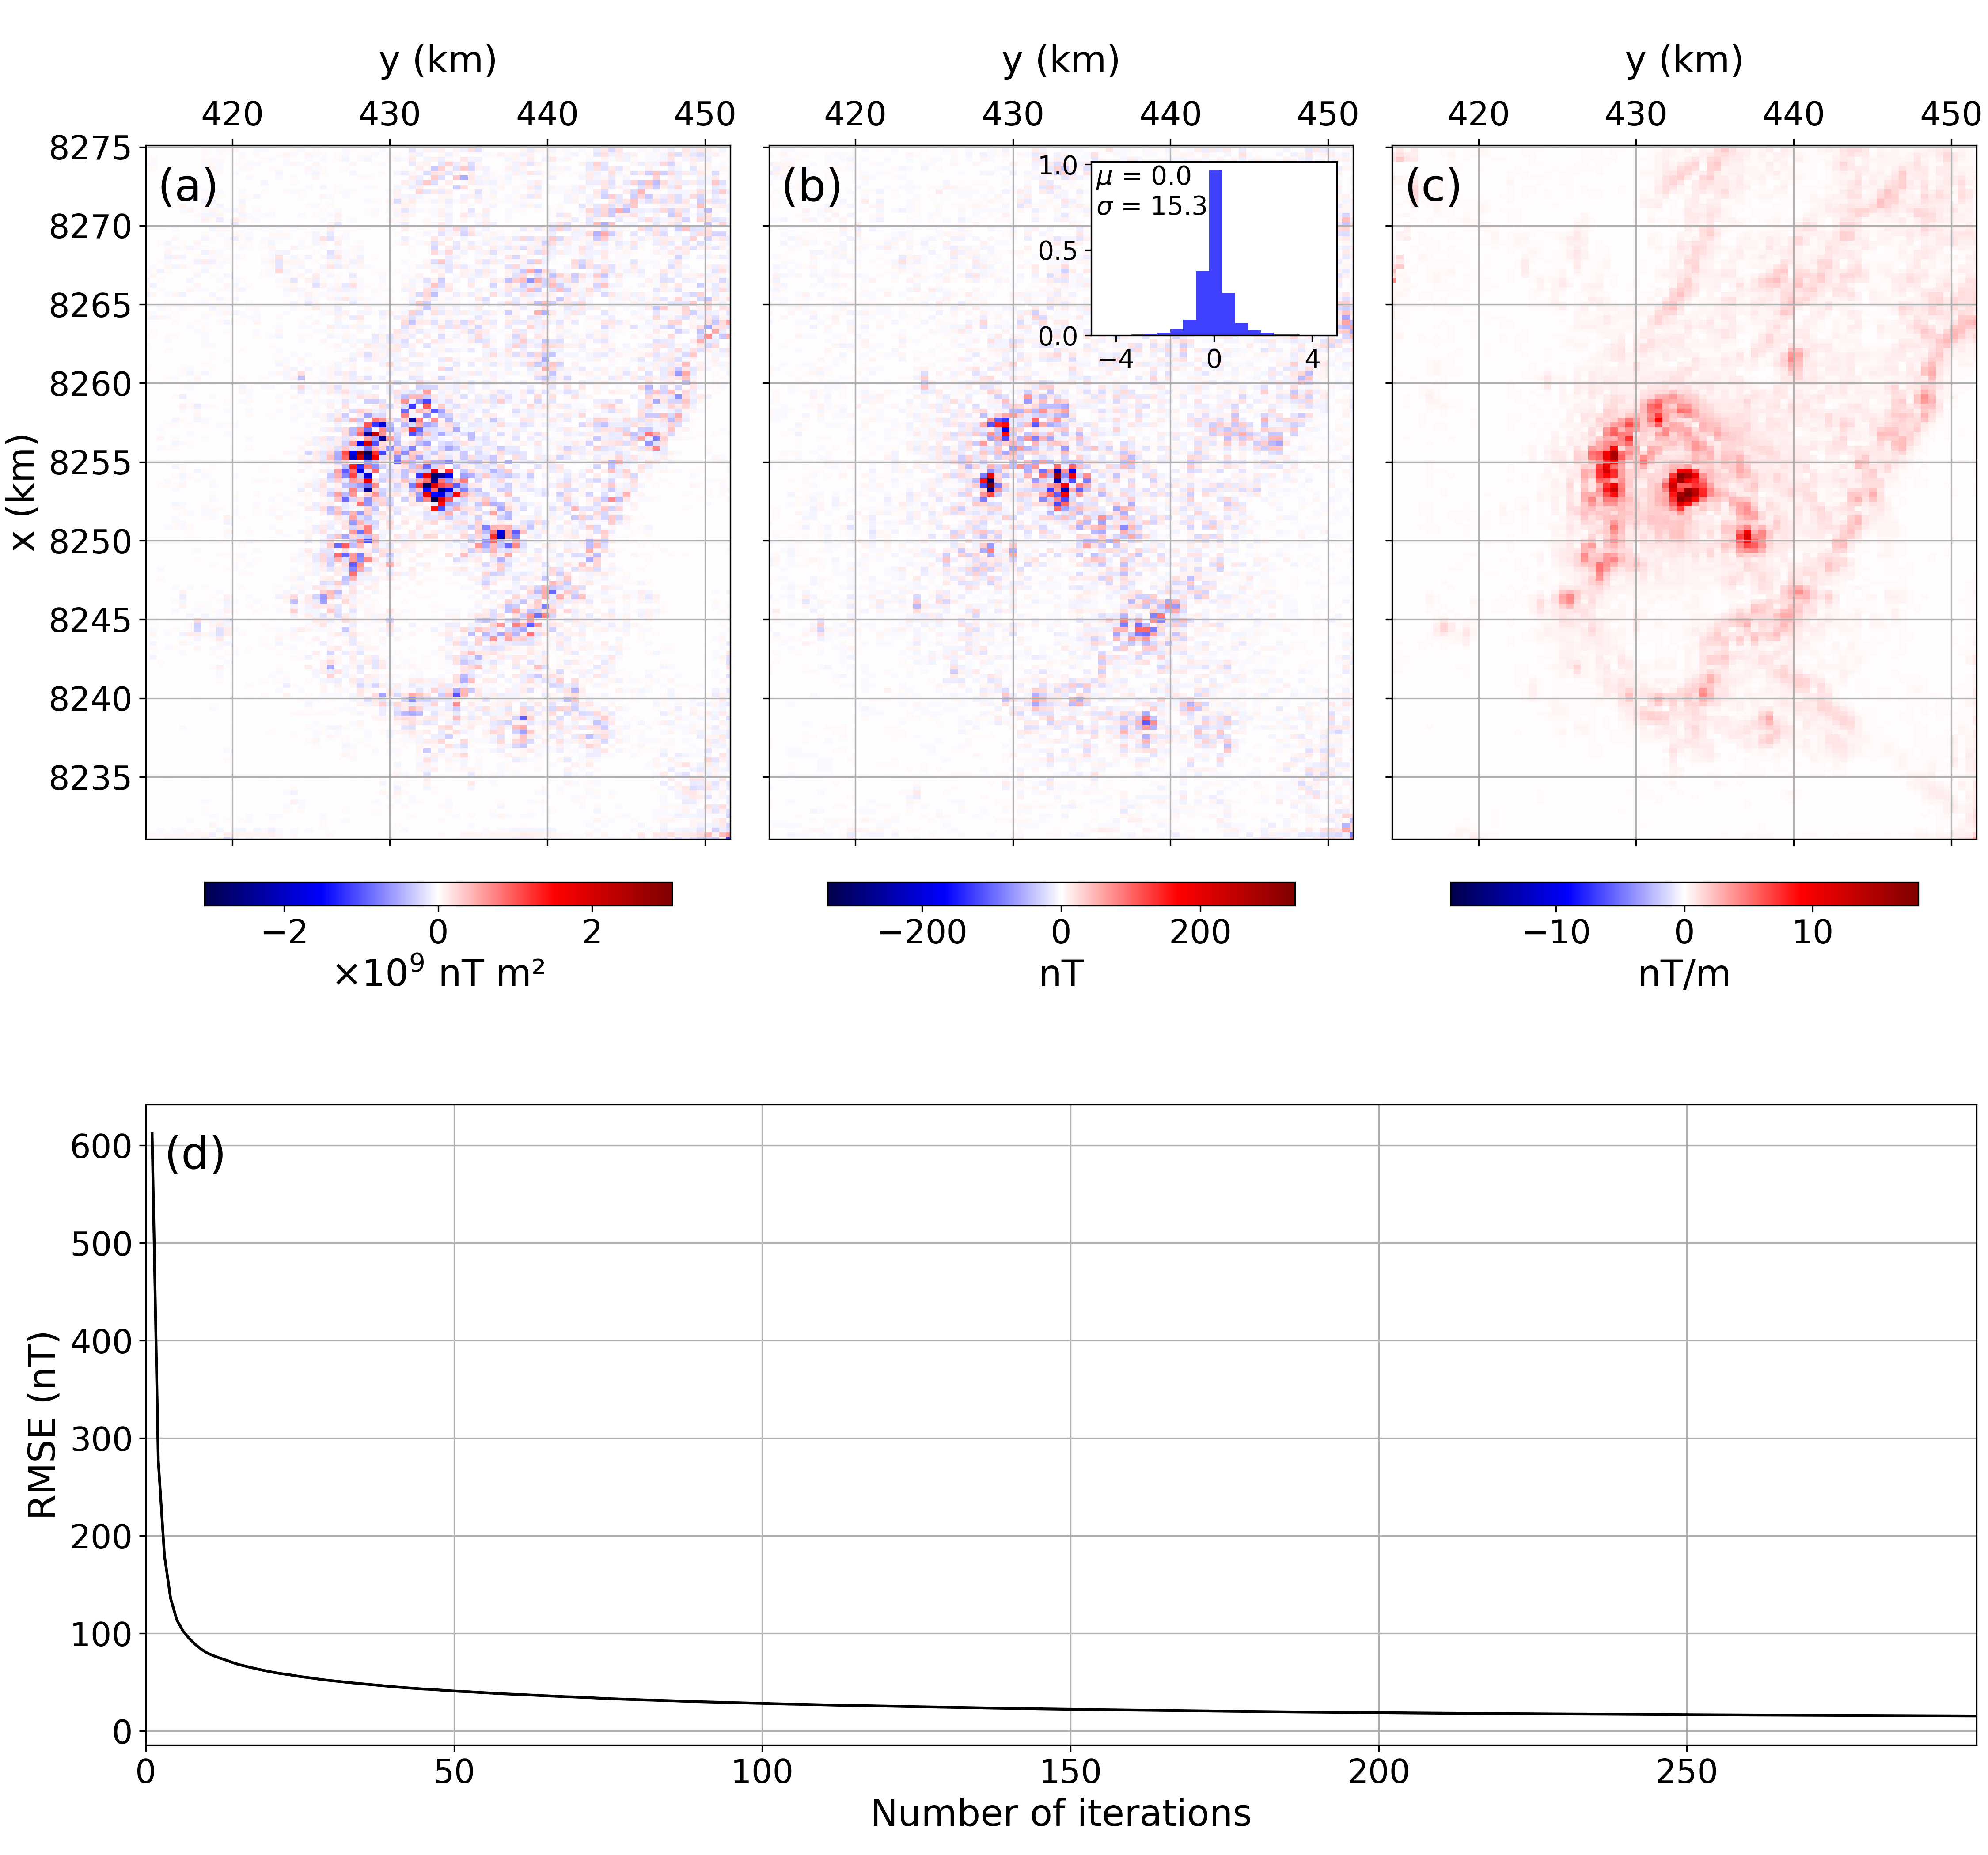 y (km) y (km) y (km)
420 430 440 450 420 430 440 450 420 430 440 450
x (km)
8275
8270
8265
8260
8255
8250
8245
8240
8235
(a)
(b)
1.0
0.5
0.0
μ = 0.0
σ = 15.3
−4 0 4
(c)
−2 0 2
×10⁹ nT m²
−200 0 200
nT
−10 0 10
nT/m
(d)
RMSE (nT)
600
500
400
300
200
100
0
0 50 100 150 200 250
Number of iterations